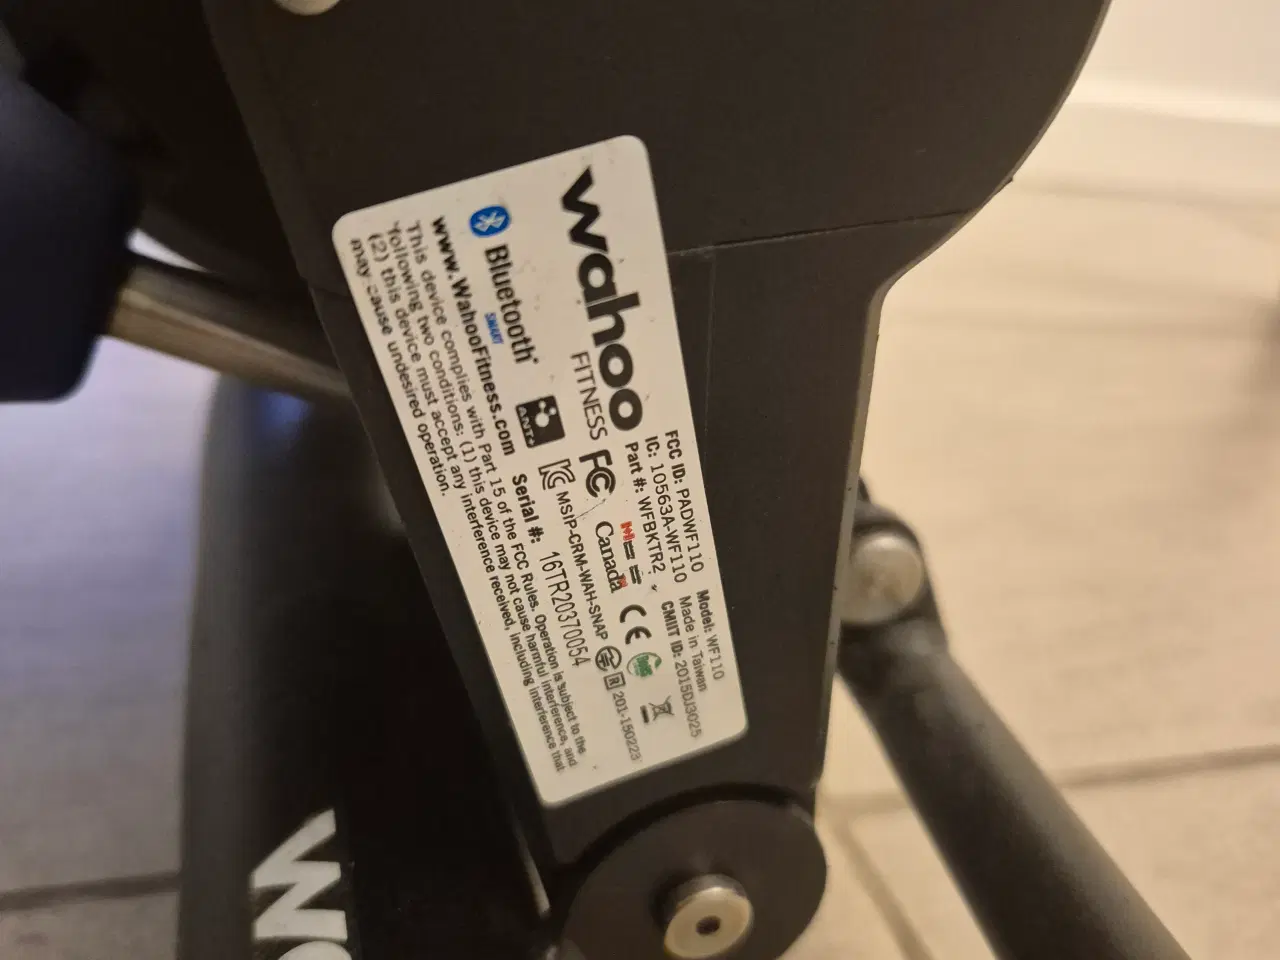 wahoo
FITNESS
FCC ID: PADWF110
IC: 10563A-WF110
Part #: WFBKTR2
Model: WF110
Made in Taiwan
CMIIT ID: 2015DJ3025
Bluetooth
SMART
ANT+
FC
Canada
CE
MSIP-CRM-WAH-SNAP
R 201-150223
www.WahooFitness.com
Serial #: 16TR20370054
This device complies with Part 15 of the FCC Rules. Operation is subject to the
following two conditions: (1) this device may not cause harmful interference, and
(2) this device must accept any interference received, including interference that
may cause undesired operation.